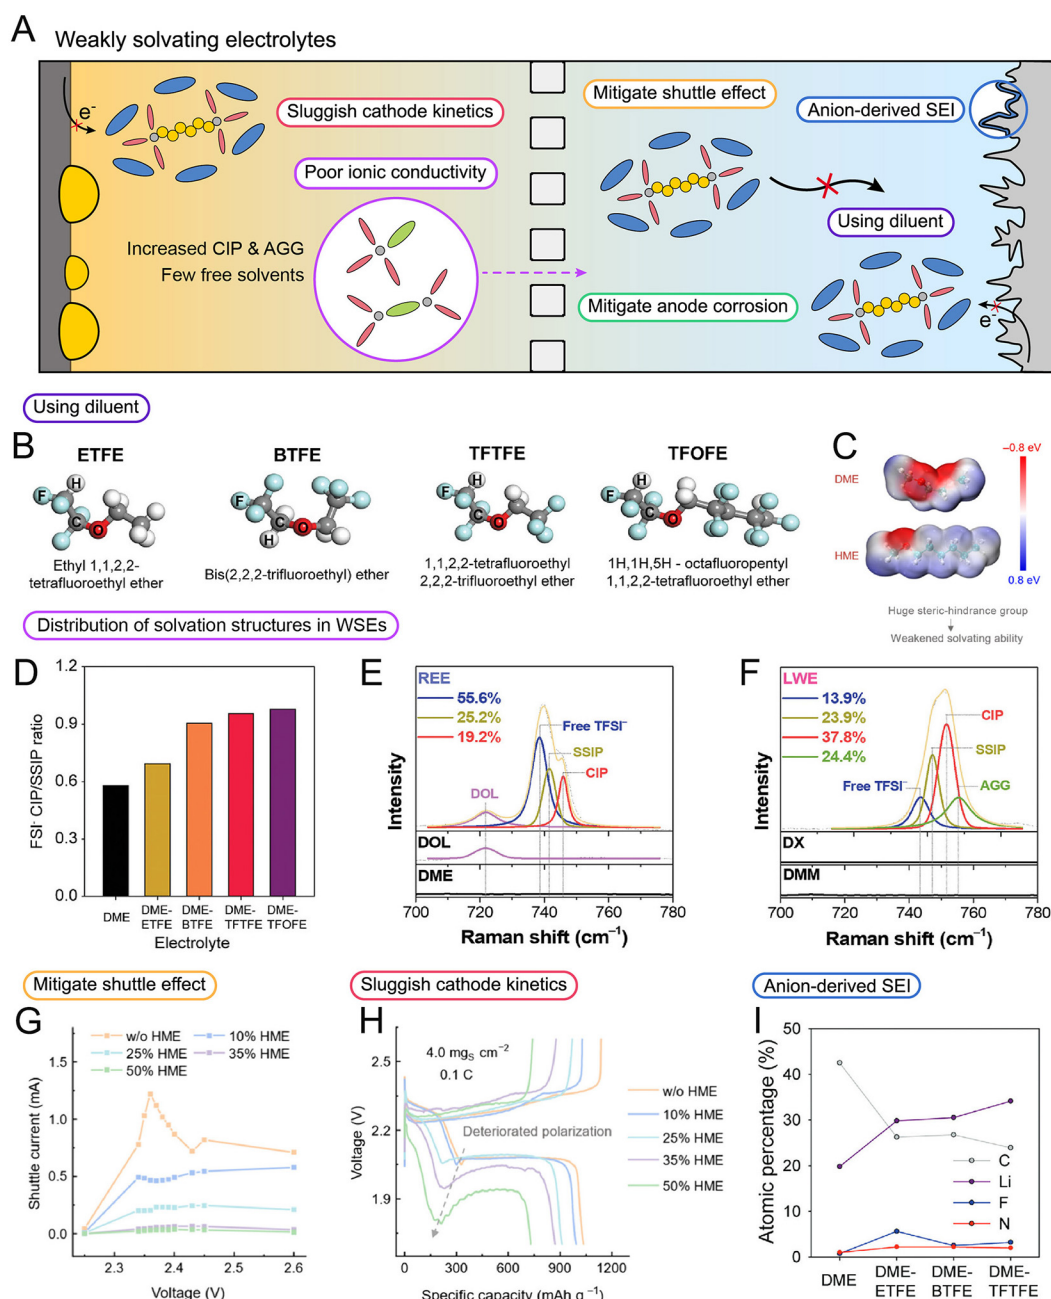 A
Weakly solvating electrolytes
e-
Sluggish cathode kinetics
Poor ionic conductivity
Increased CIP & AGG
Few free solvents
Mitigate shuttle effect
Anion-derived SEI
Using diluent
Mitigate anode corrosion
e-
Using diluent
B
ETFE
BTFE
TFTFE
TFOFE
H
F
C
O
Ethyl 1,1,2,2-
tetrafluoroethyl ether
F
C
O
H
Bis(2,2,2-trifluoroethyl) ether
H
F
C
O
1,1,2,2-tetrafluoroethyl
2,2,2-trifluoroethyl ether
H
F
C
O
H
1H,1H,5H - octafluoropentyl
1,1,2,2-tetrafluoroethyl ether
C
DME
HME
−0.8 eV
0.8 eV
Huge steric-hindrance group
Weakened solvating ability
Distribution of solvation structures in WSEs
D
FSI- CIP/SSIP ratio
1.2
0.9
0.6
0.3
0.0
DME
DME-
ETFE
DME-
BTFE
DME-
TFTFE
DME-
TFOFE
Electrolyte
E
REE
55.6%
25.2%
19.2%
Free TFSI−
SSIP
CIP
DOL
Intensity
DOL
DME
700 720 740 760 780
Raman shift (cm−1)
F
LWE
13.9%
23.9%
37.8%
24.4%
CIP
SSIP
Free TFSI−
AGG
Intensity
DX
DMM
700 720 740 760 780
Raman shift (cm−1)
Mitigate shuttle effect
G
w/o HME
10% HME
25% HME
35% HME
50% HME
Shuttle current (mA)
1.5
1.0
0.5
0.0
2.3 2.4 2.5 2.6
Voltage (V)
Sluggish cathode kinetics
H
4.0 mgS cm−2
0.1 C
Deteriorated polarization
w/o HME
10% HME
25% HME
35% HME
50% HME
Voltage (V)
2.5
2.2
1.9
0 300 600 900 1200
Specific capacity (mAh g−1)
Anion-derived SEI
I
Atomic percentage (%)
50
40
30
20
10
0
C
Li
F
N
DME
DME-
ETFE
DME-
BTFE
DME-
TFTFE